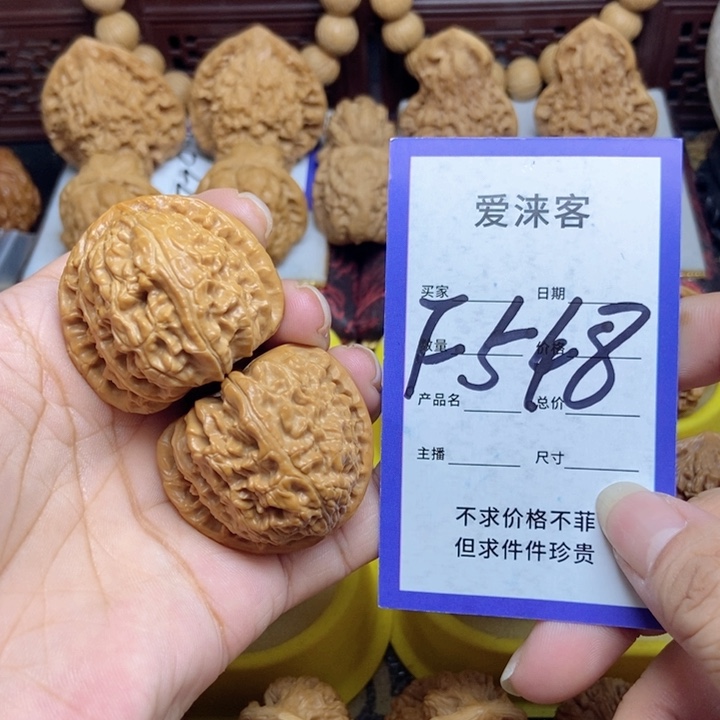 爱涞客
买家 日期
F548
数量 价格
产品名 总价
主播 尺寸
不求价格不菲
但求件件珍贵